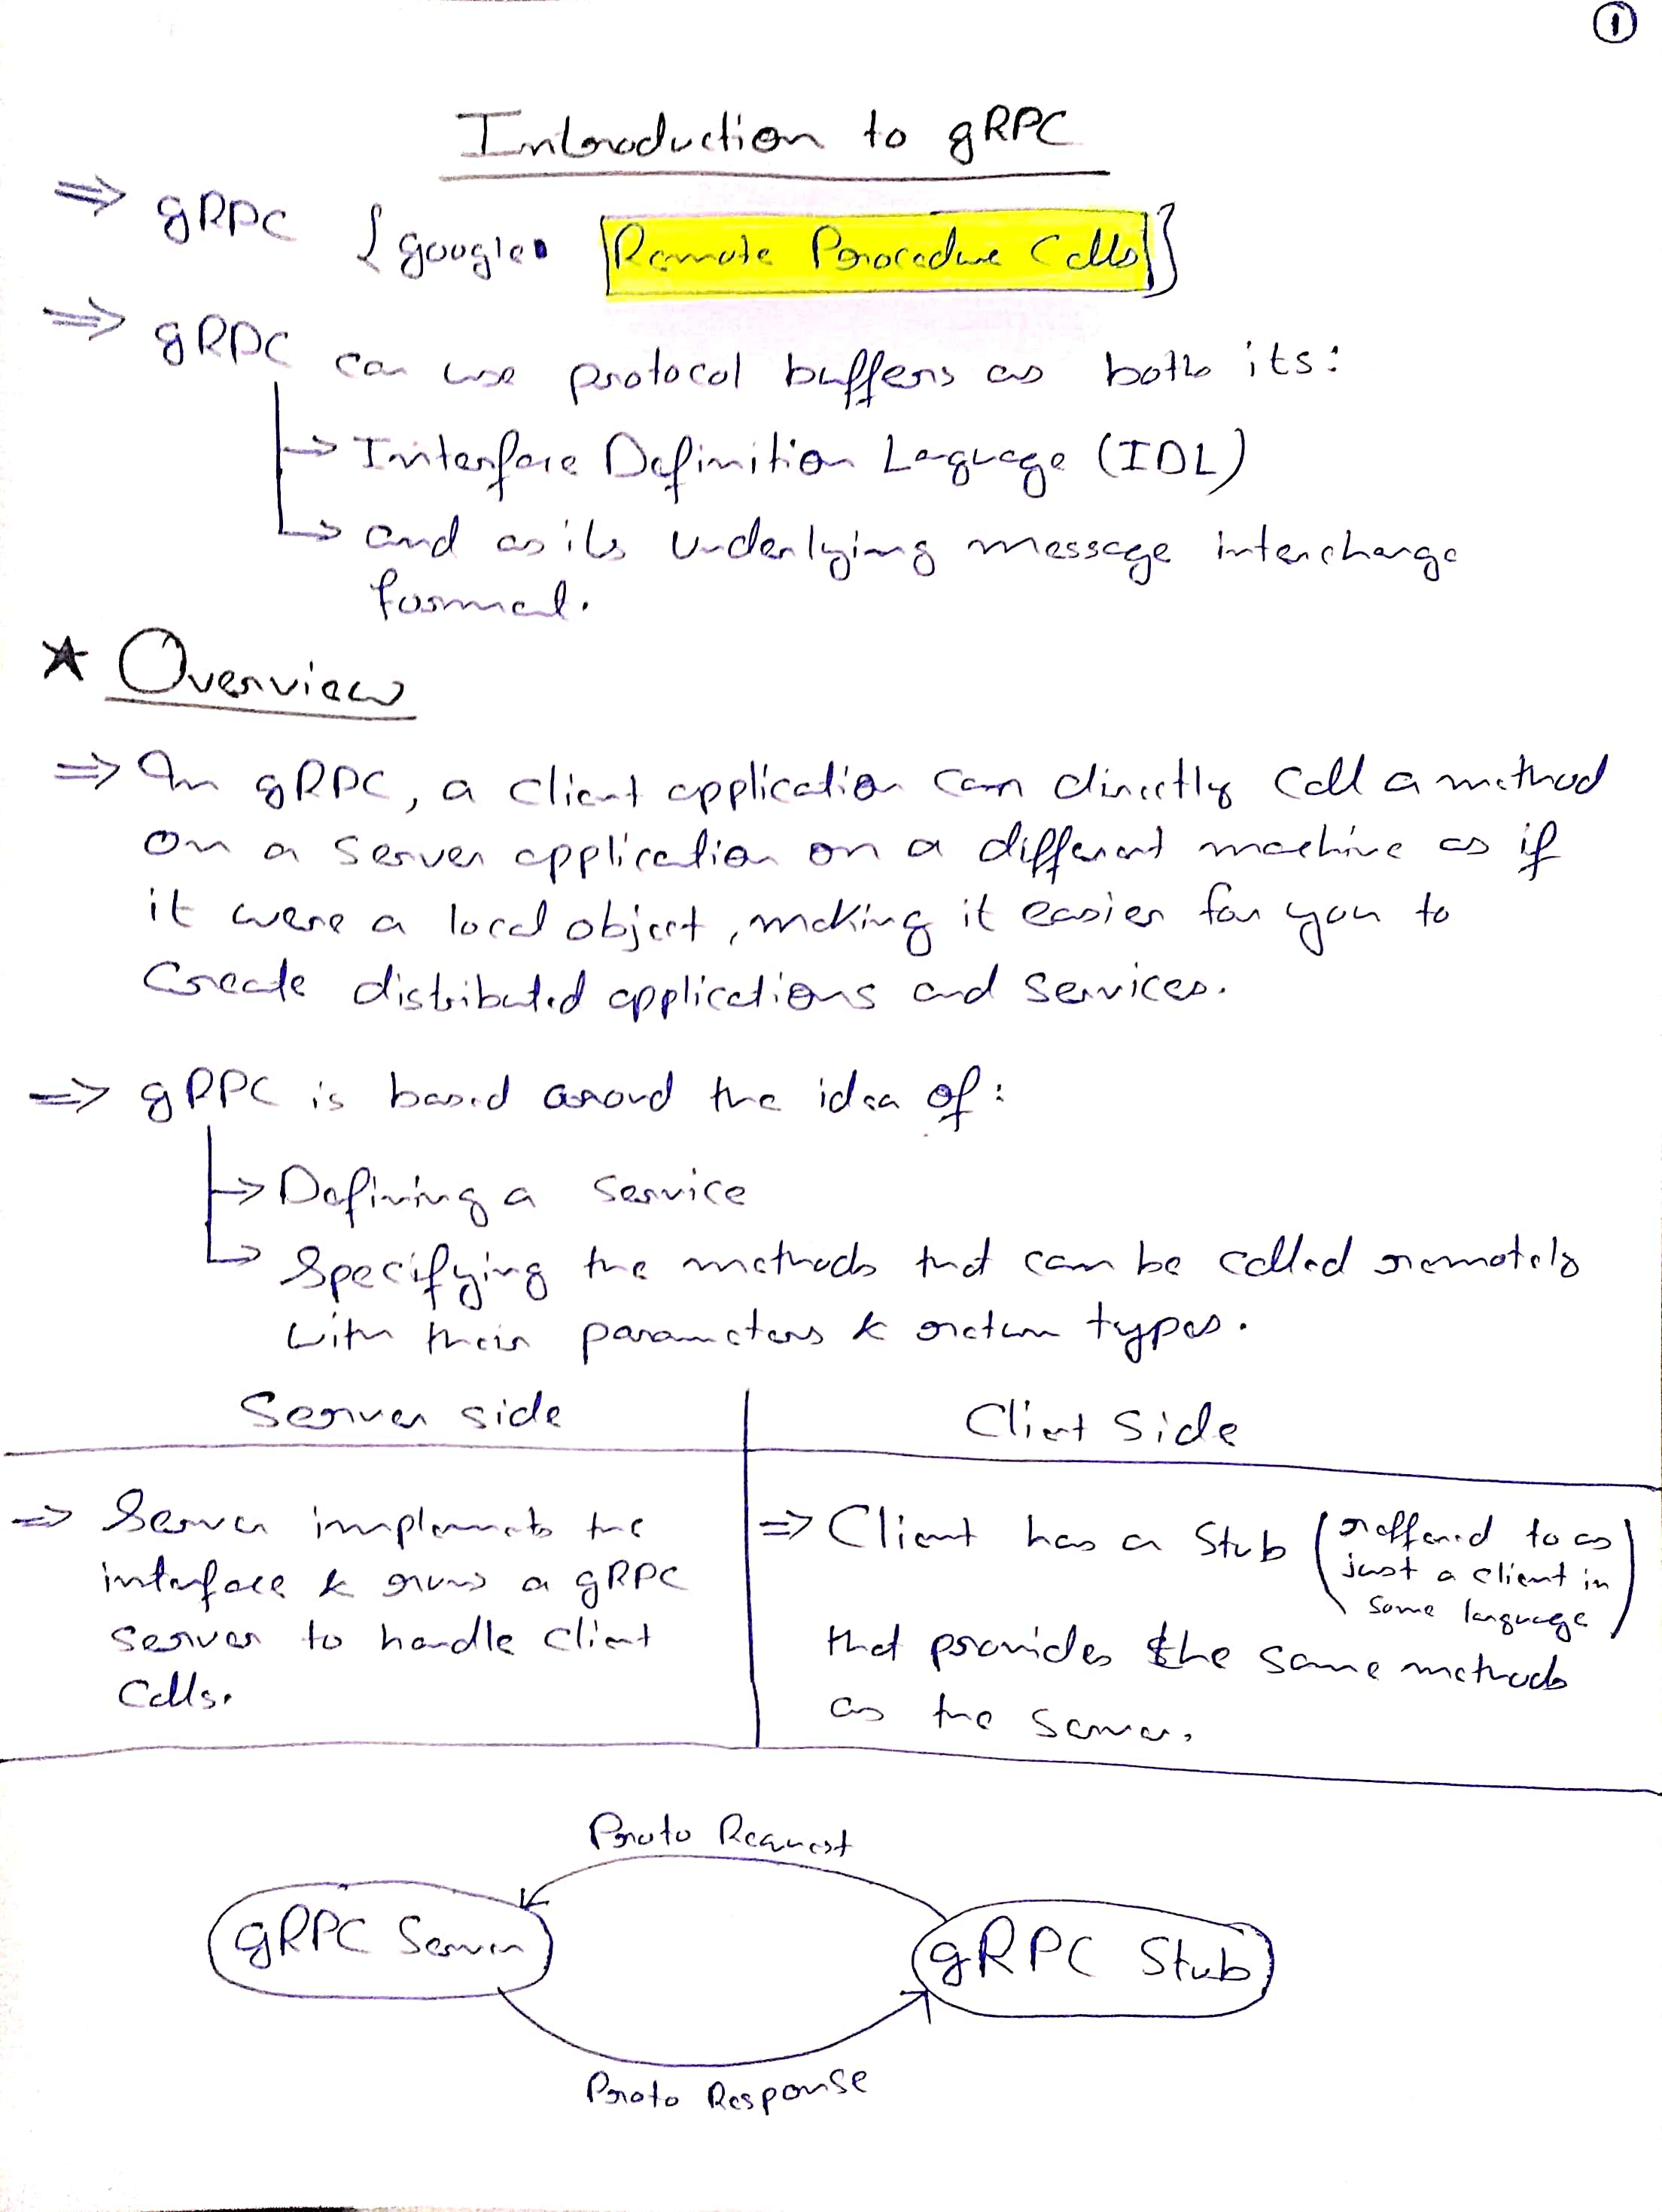 1
Introduction to gRPC
⇒ gRPC {google [Remote Procedure Calls]}
⇒ gRPC can use protocol buffers as both its:
→ Interface Definition Language (IDL)
→ and as its underlying message interchange
format.
★ Overview
⇒ In gRPC, a client application can directly call a method
on a server application on a different machine as if
it were a local object, making it easier for you to
create distributed applications and services.
⇒ gRPC is based around the idea of:
→ Defining a service
→ Specifying the methods that can be called remotely
with their parameters & return types.
Server side
⇒ Server implements the
interface & runs a gRPC
server to handle client
calls.
Client Side
⇒ Client has a Stub (reffered to as
just a client in
some language)
that provides the same methods
as the server.
Proto Request
gRPC Server
gRPC Stub
Proto Response